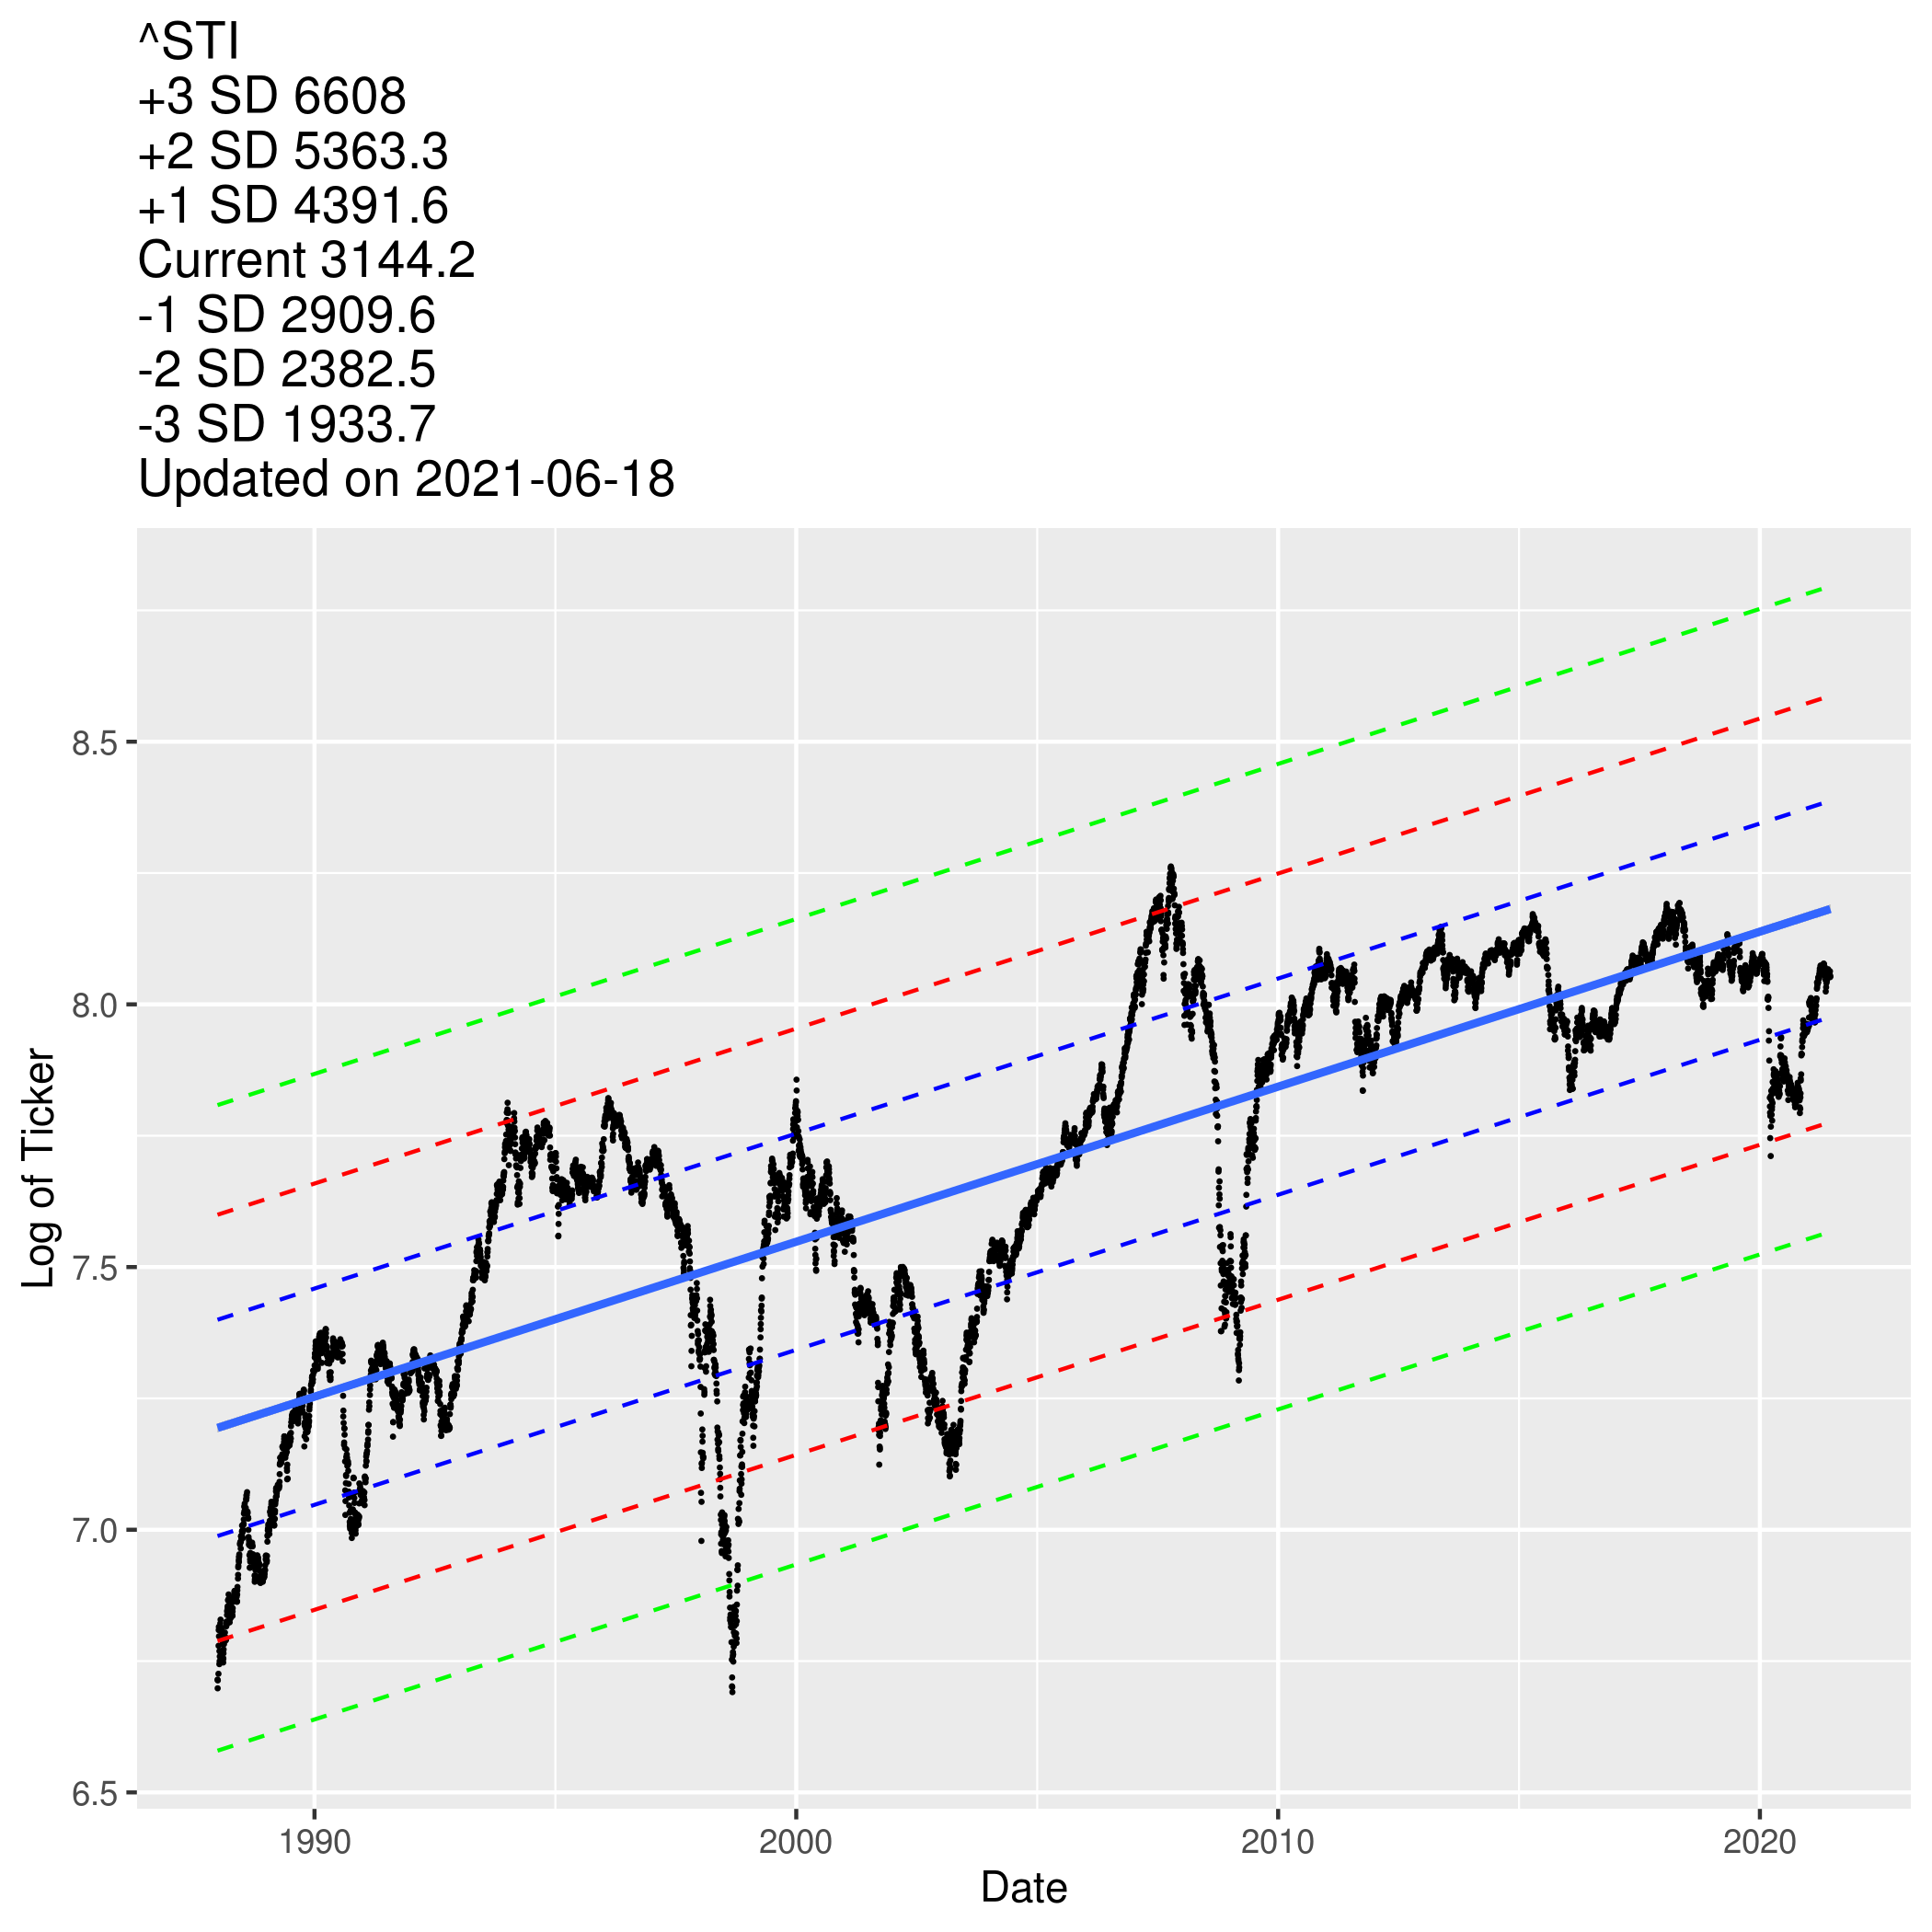 ^STI
+3 SD 6608
+2 SD 5363.3
+1 SD 4391.6
Current 3144.2
-1 SD 2909.6
-2 SD 2382.5
-3 SD 1933.7
Updated on 2021-06-18
Log of Ticker
8.5
8.0
7.5
7.0
6.5
1990 2000 2010 2020
Date